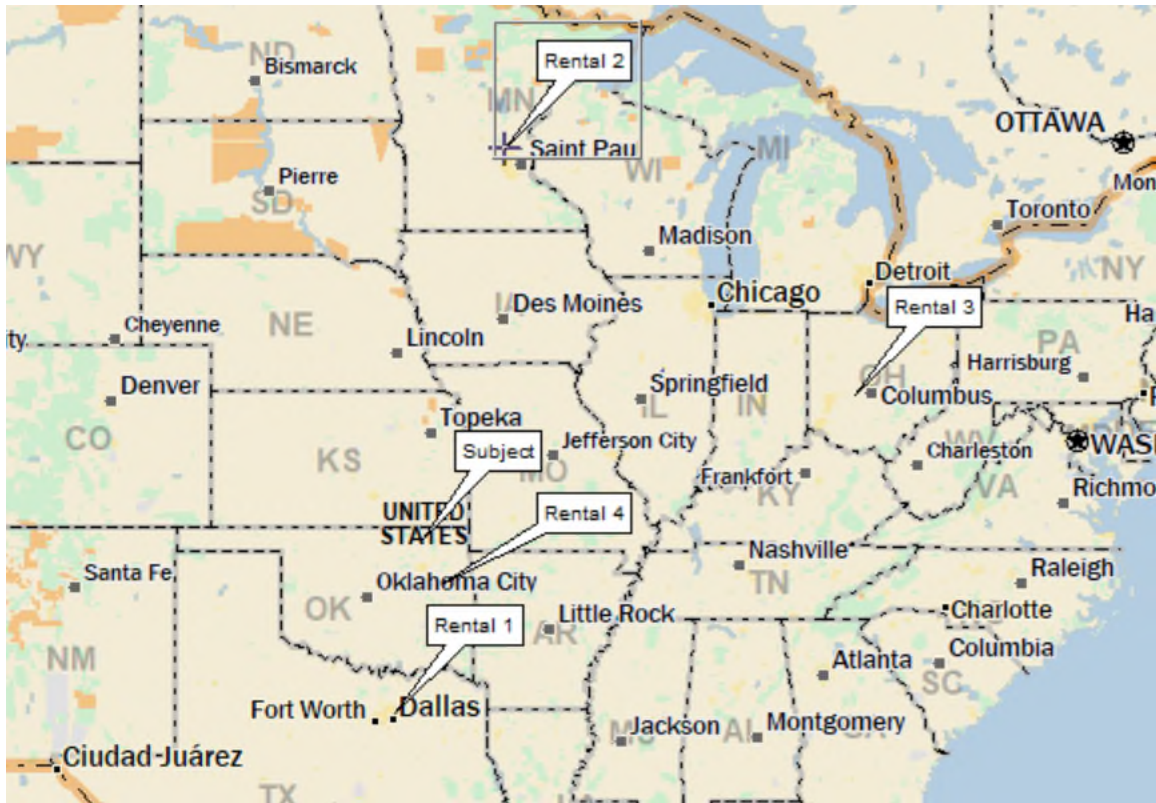 ND
Bismarck
Rental 2
MN
OTTAWA
Saint Pau
MI
WI
Mon
Pierre
SD
Toronto
WY
Madison
NY
Detroit
Chicago
Rental 3
Des Moines
NE
Cheyenne
ity
Lincoln
Ha
PA
Harrisburg
Denver
Springfield
OH
Columbus
IL
IN
CO
Topeka
Subject
Jefferson City
KS
MO
Frankfort
KY
WV
Charleston
WASH
VA
Richmo
UNITED
STATES
Rental 4
Nashville
TN
Santa Fe
Oklahoma City
OK
Raleigh
Charlotte
Little Rock
AR
Rental 1
NM
Atlanta
Columbia
SC
Fort Worth
Dallas
Jackson
Montgomery
Ciudad-Juárez
TX